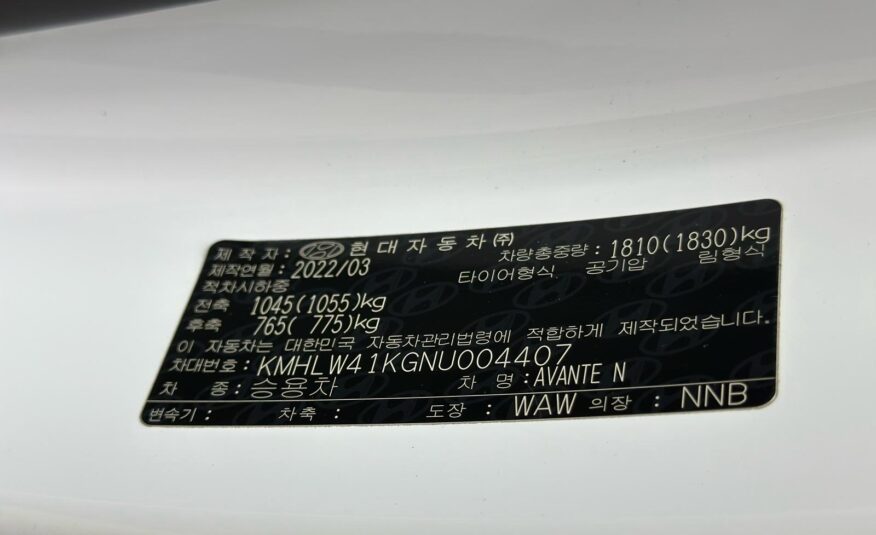 제 작 자 : 현대자동차㈜ 차량총중량 : 1810(1830)kg
제작연월 : 2022/03 타이어형식, 공기압 림형식
적차시하중
전축 1045(1055)kg
후축 765( 775)kg
이 자동차는 대한민국 자동차관리법령에 적합하게 제작되었습니다.
차대번호 : KMHLW41KGNU004407
차 종 : 승용차 차 명 : AVANTE N
변속기 : 차축 : 도장 : WAW 의장 : NNB